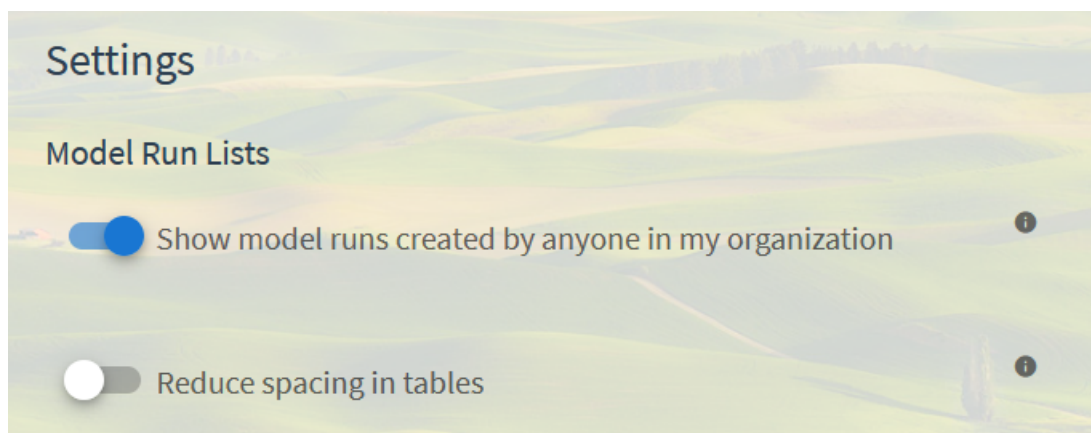 Settings
Model Run Lists
Show model runs created by anyone in my organization
Reduce spacing in tables